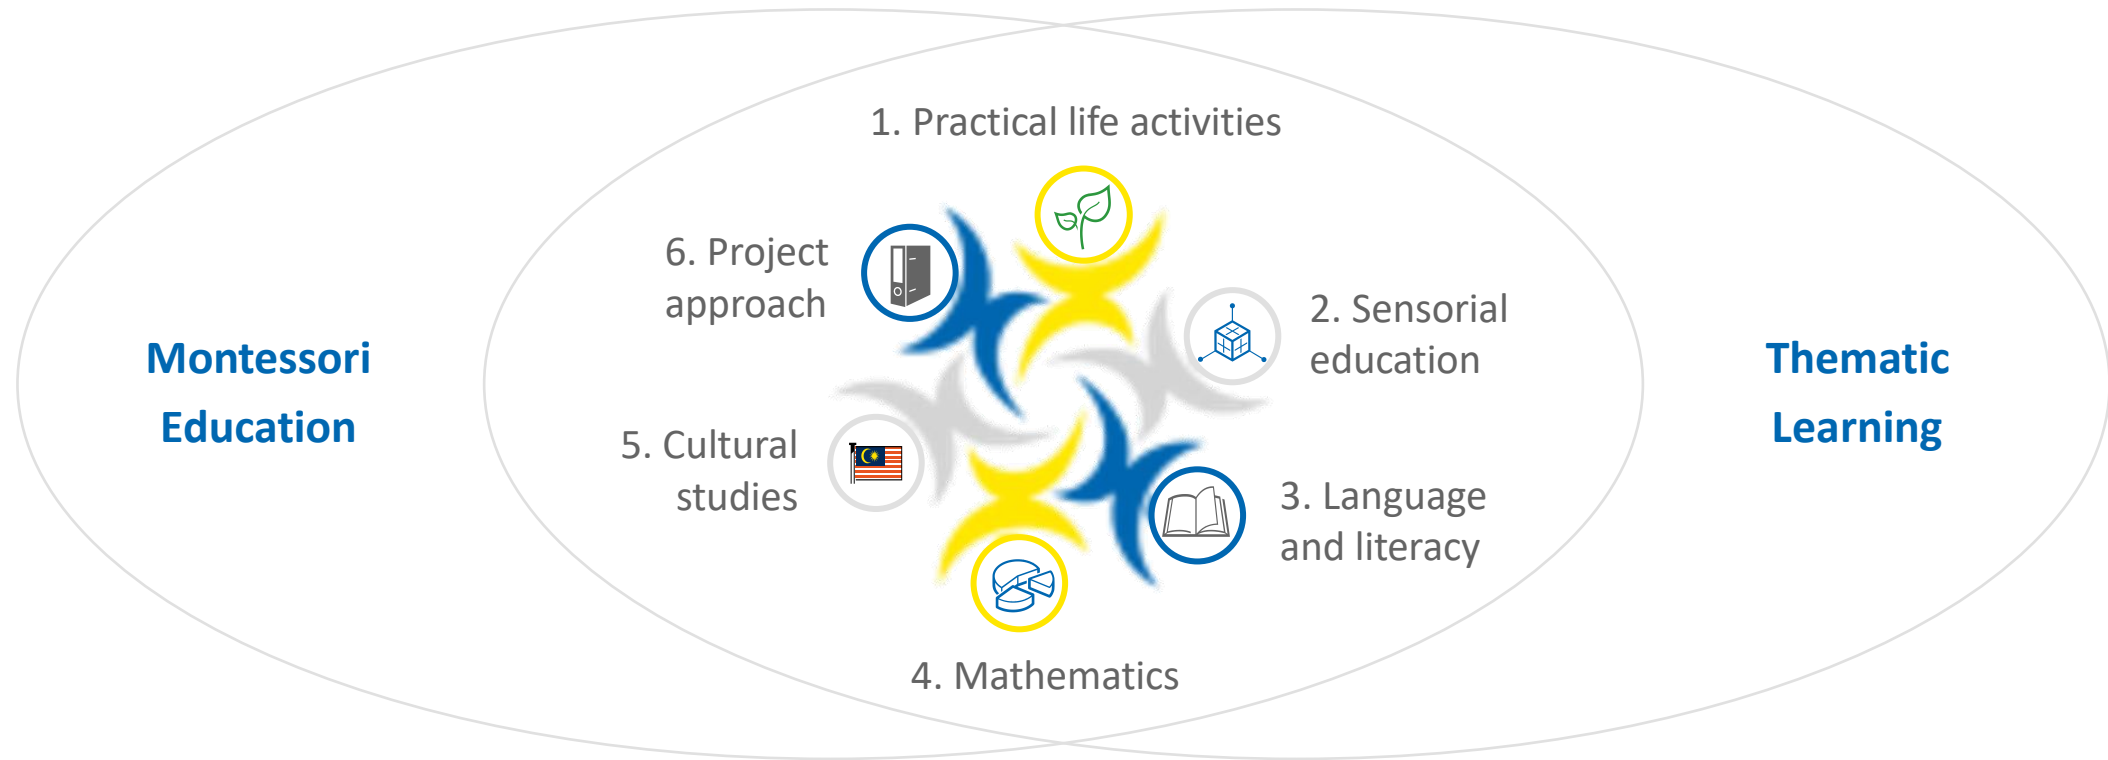 1. Practical life activities
6. Project
approach
2. Sensorial
education
Montessori
Education
Thematic
Learning
5. Cultural
studies
3. Language
and literacy
4. Mathematics